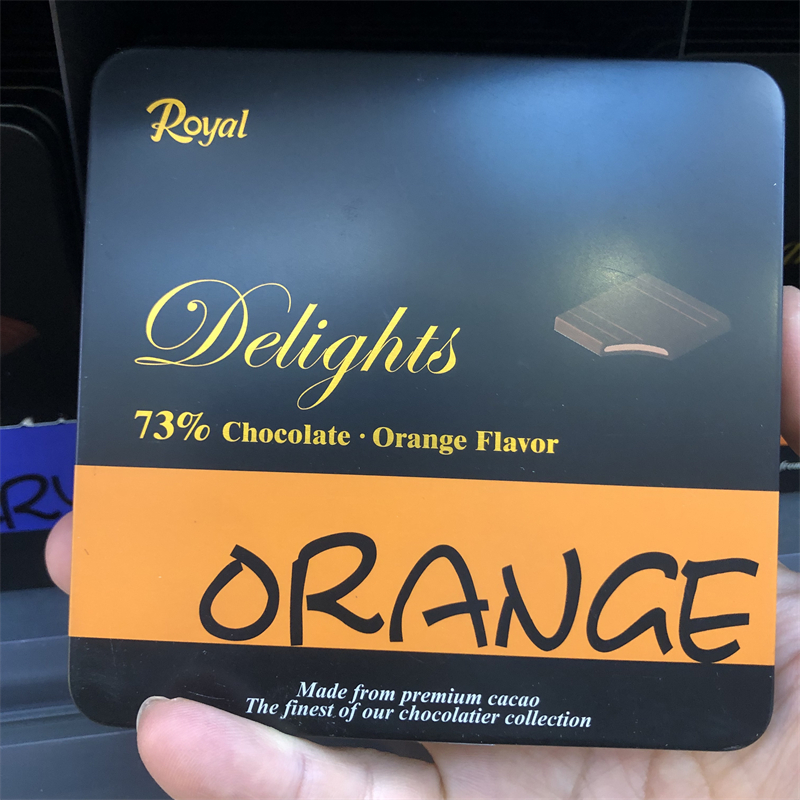 Royal
Delights
73% Chocolate · Orange Flavor
ORANGE
Made from premium cacao
The finest of our chocolatier collection